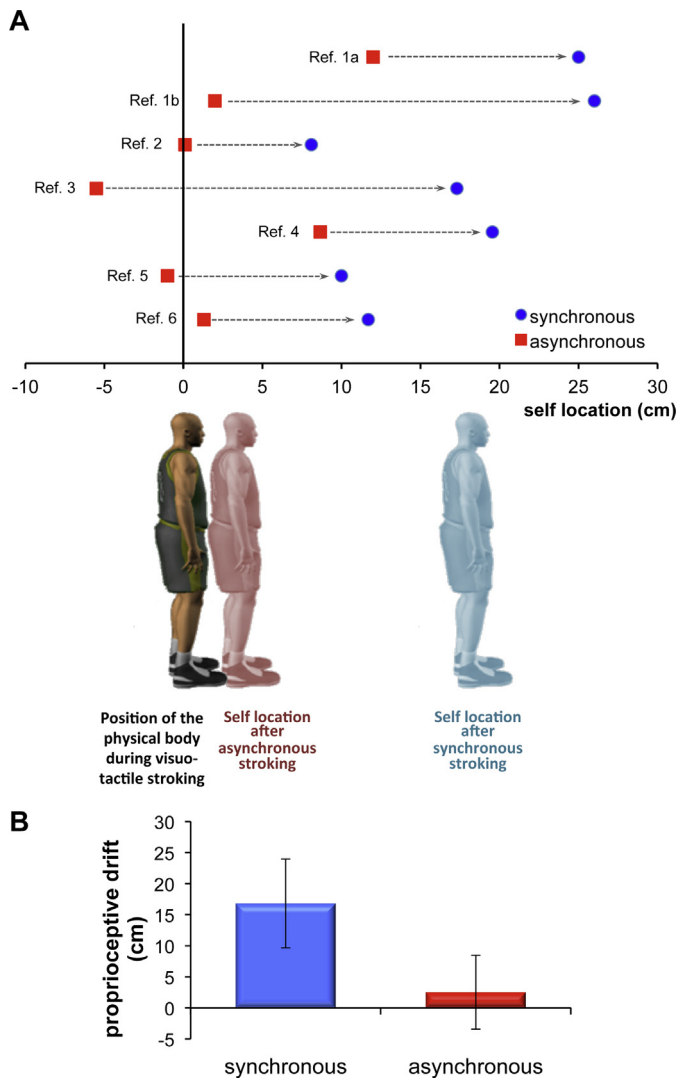 A
Ref. 1a
Ref. 1b
Ref. 2
Ref. 3
Ref. 4
Ref. 5
Ref. 6
synchronous
asynchronous
-10 -5 0 5 10 15 20 25 30
self location (cm)
Position of the
physical body
during visuo-
tactile stroking
Self location
after
asynchronous
stroking
Self location
after
synchronous
stroking
B
proprioceptive drift
(cm)
30
25
20
15
10
5
0
-5
synchronous asynchronous